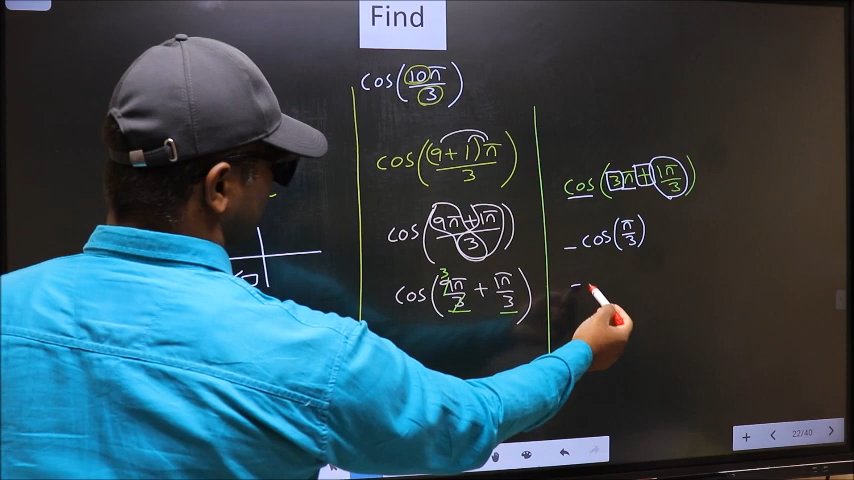 Find
cos(10π/3)
cos((9+1)π/3)
cos((9π+1π)/3)
cos(9π/3 + 1π/3)
3
cos(3π+1π/3)
-cos(π/3)
-
22/40